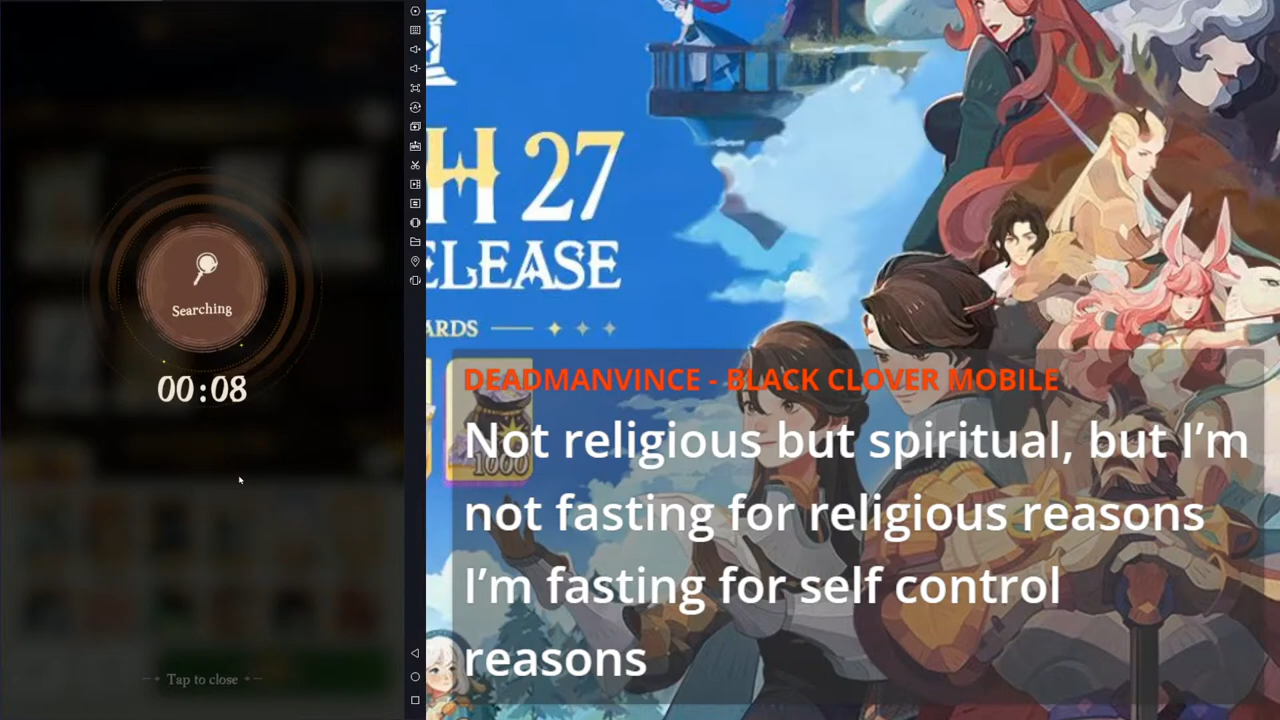 Searching
00:08
Tap to close
H 27
ELEASE
ARDS
1000
DEADMANVINCE - BLACK CLOVER MOBILE
Not religious but spiritual, but I’m
not fasting for religious reasons
I’m fasting for self control
reasons